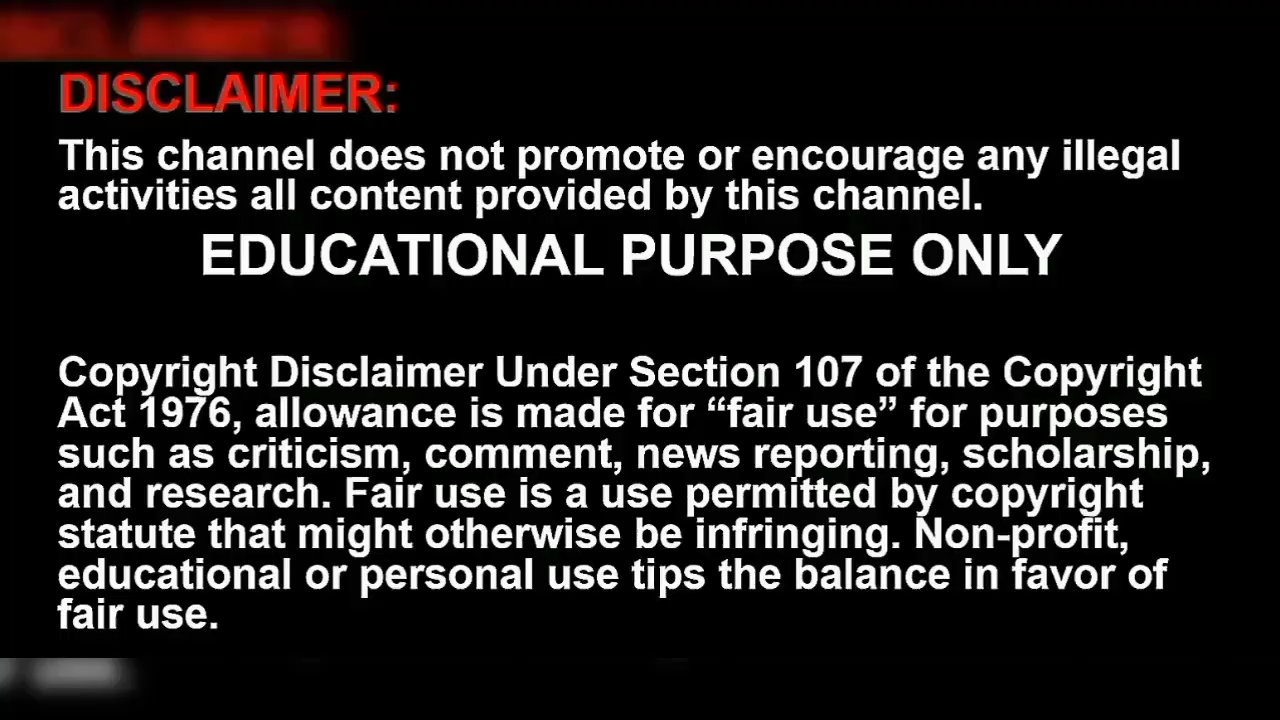 DISCLAIMER:
This channel does not promote or encourage any illegal
activities all content provided by this channel.
EDUCATIONAL PURPOSE ONLY
Copyright Disclaimer Under Section 107 of the Copyright
Act 1976, allowance is made for “fair use” for purposes
such as criticism, comment, news reporting, scholarship,
and research. Fair use is a use permitted by copyright
statute that might otherwise be infringing. Non-profit,
educational or personal use tips the balance in favor of
fair use.